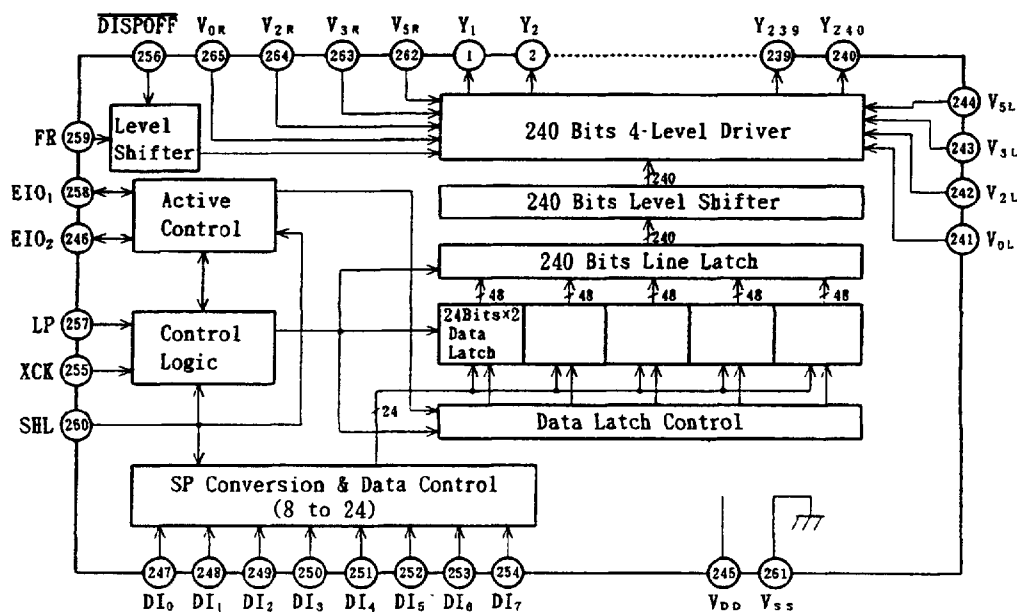 DISPOFF V0R V2R V3R V5R Y1 Y2 Y239 Y240
256 265 264 263 262 1 2 239 240
244 V5L
FR 259 Level Shifter
240 Bits 4-Level Driver
243 V3L
EIO1 258 Active Control
240
242 V2L
240 Bits Level Shifter
EIO2 246
240
241 V0L
240 Bits Line Latch
48 48 48 48 48
LP 257 Control Logic
24Bits×2 Data Latch
XCK 255
SHL 260
24
Data Latch Control
SP Conversion & Data Control
(8 to 24)
247 248 249 250 251 252 253 254 245 261
DI0 DI1 DI2 DI3 DI4 DI5 DI6 DI7 VDD VSS